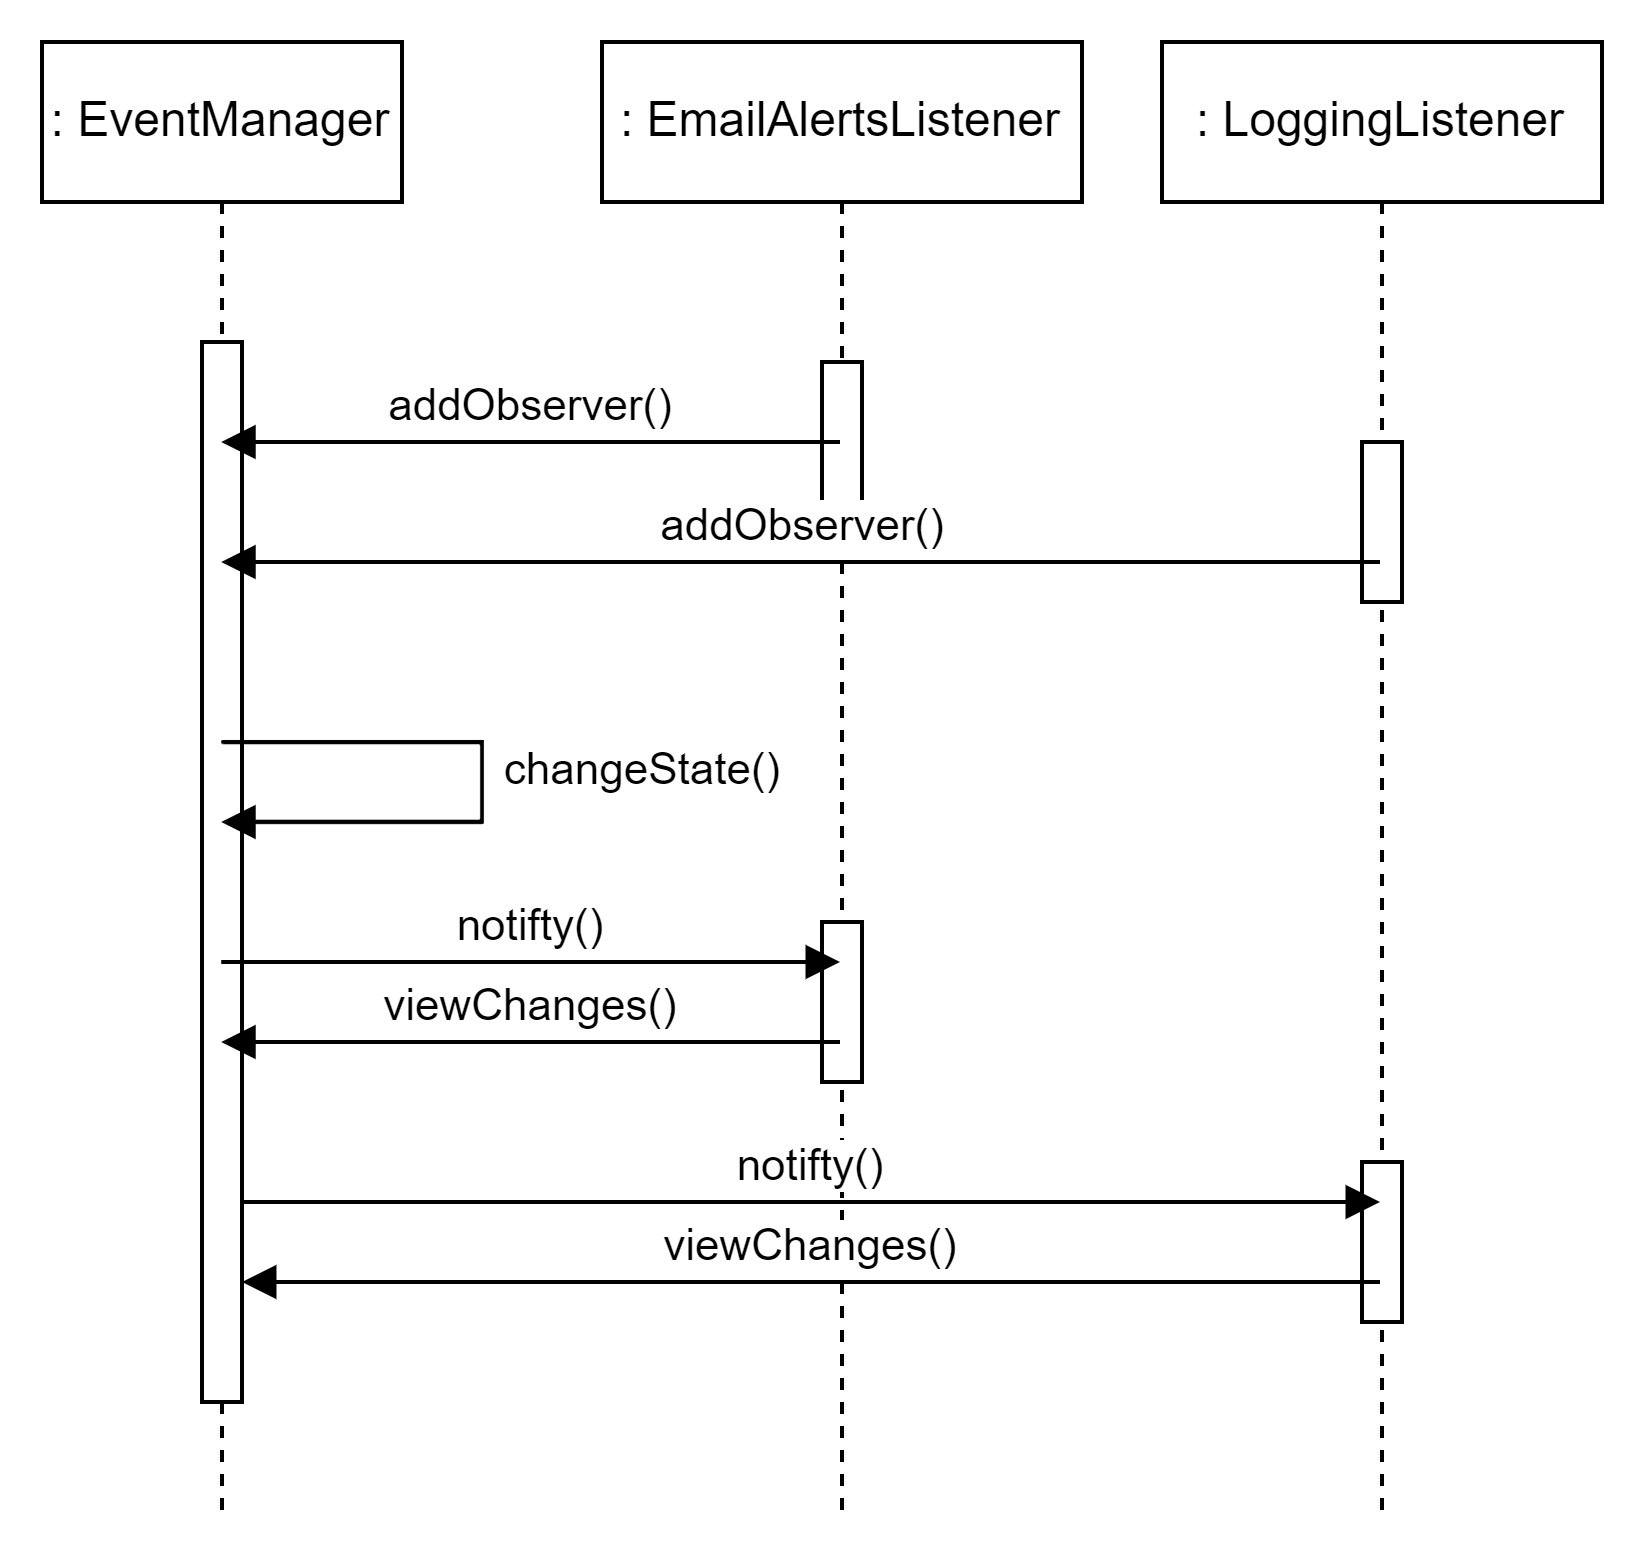 : EventManager
: EmailAlertsListener
: LoggingListener
addObserver()
addObserver()
changeState()
notifty()
viewChanges()
notifty()
viewChanges()